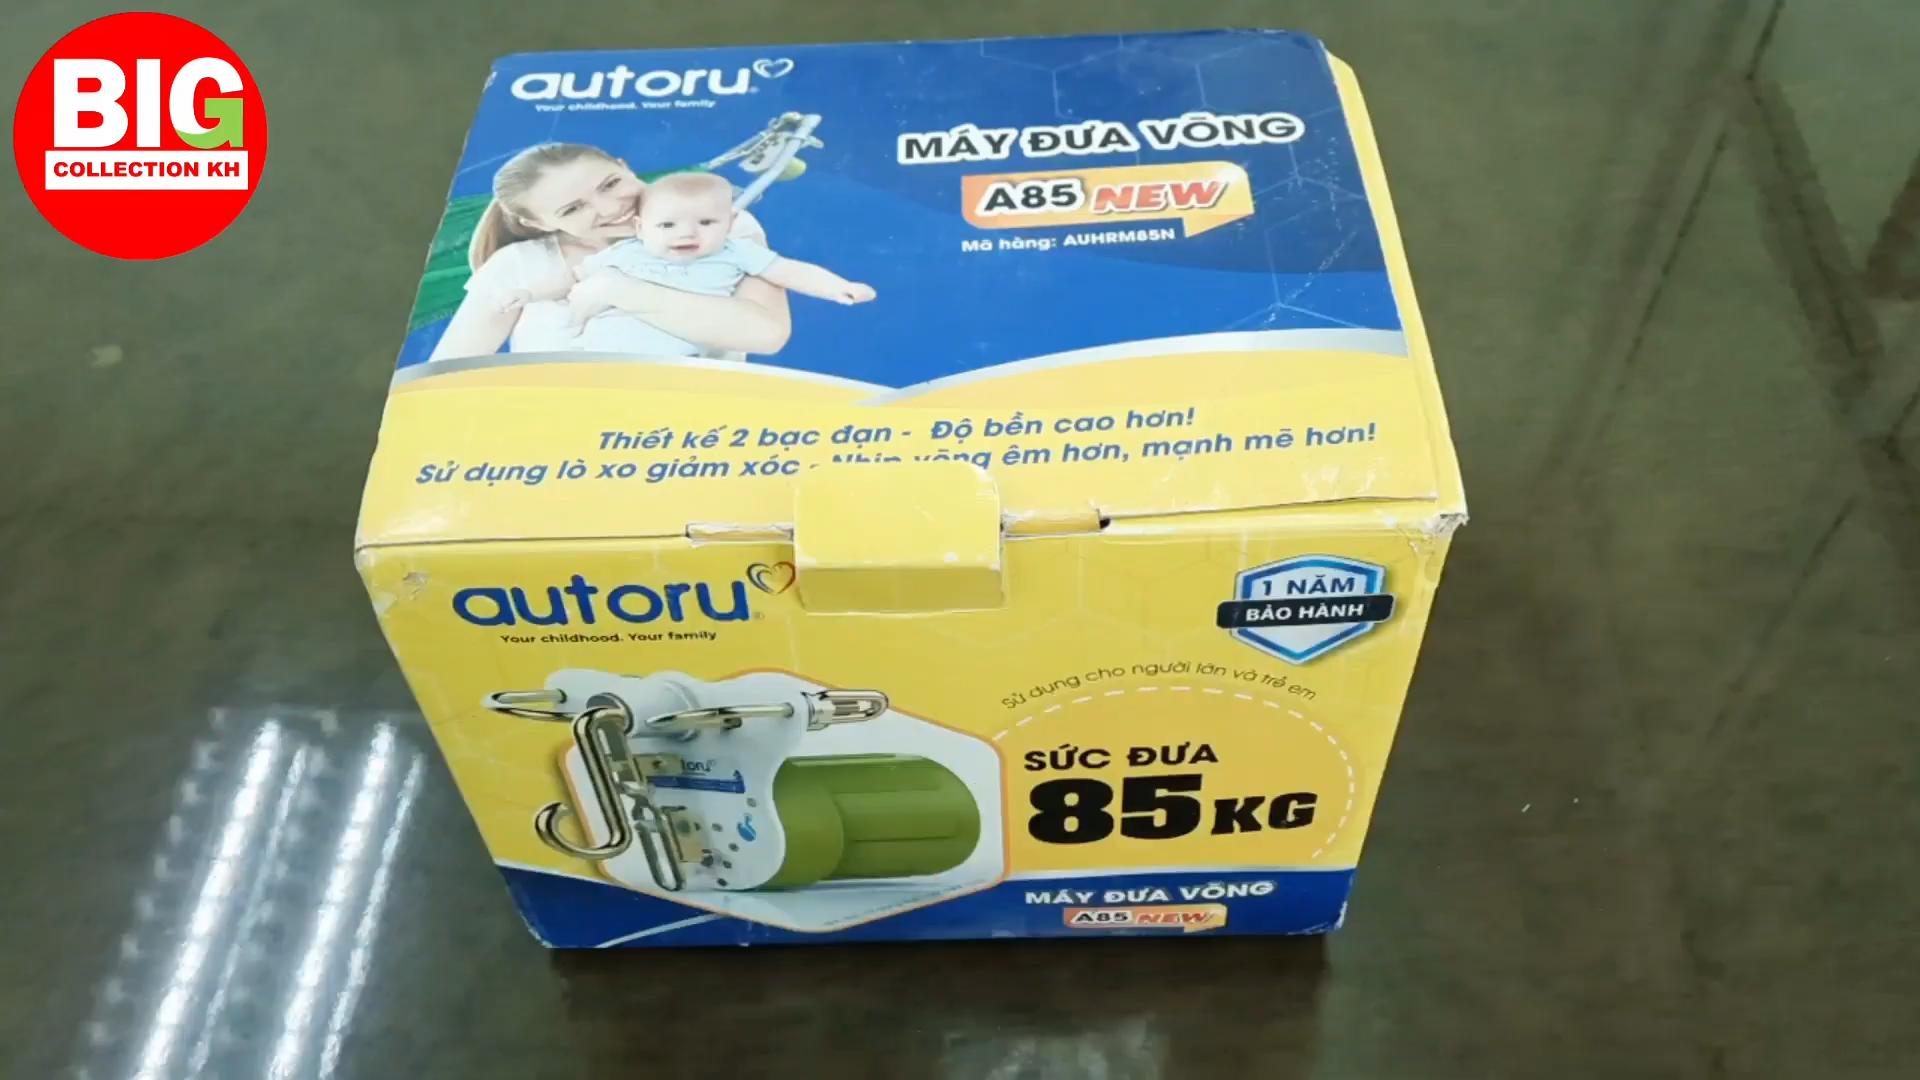 BIG
COLLECTION KH
autoru
Your childhood. Your family
MÁY ĐƯA VÕNG
A85 NEW
Mã hàng: AUHRM85N
Thiết kế 2 bạc đạn - Độ bền cao hơn!
Sử dụng lò xo giảm xóc - Nhịp võng êm hơn, mạnh mẽ hơn!
autoru
Your childhood. Your family
1 NĂM
BẢO HÀNH
Sử dụng cho người lớn và trẻ em
SỨC ĐƯA
85KG
MÁY ĐƯA VÕNG
A85 NEW